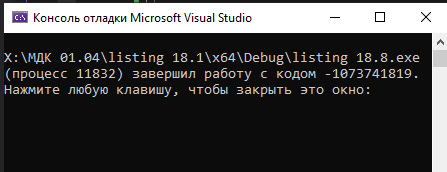 Консоль отладки Microsoft Visual Studio
X:\МДК 01.04\listing 18.1\x64\Debug\listing 18.8.exe
(процесс 11832) завершил работу с кодом -1073741819.
Нажмите любую клавишу, чтобы закрыть это окно: